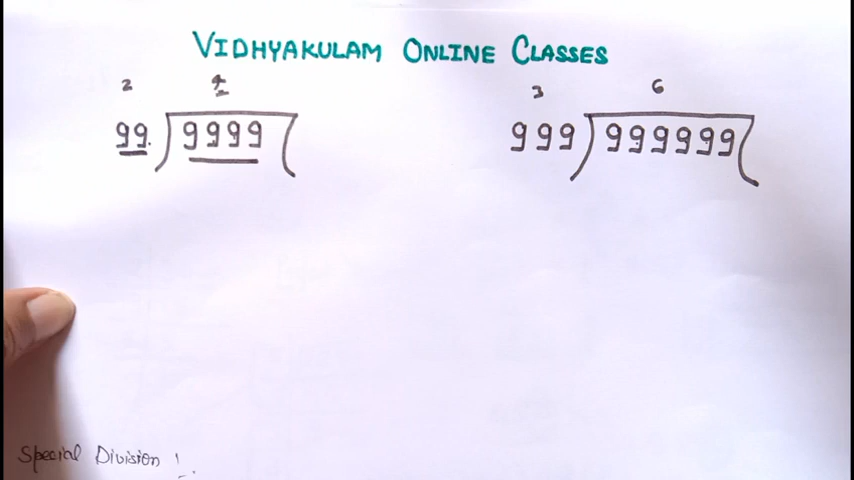 VIDHYAKULAM ONLINE CLASSES
2 4 3 6
99 ) 9999 ( 999 ) 999999 (
Special Division !